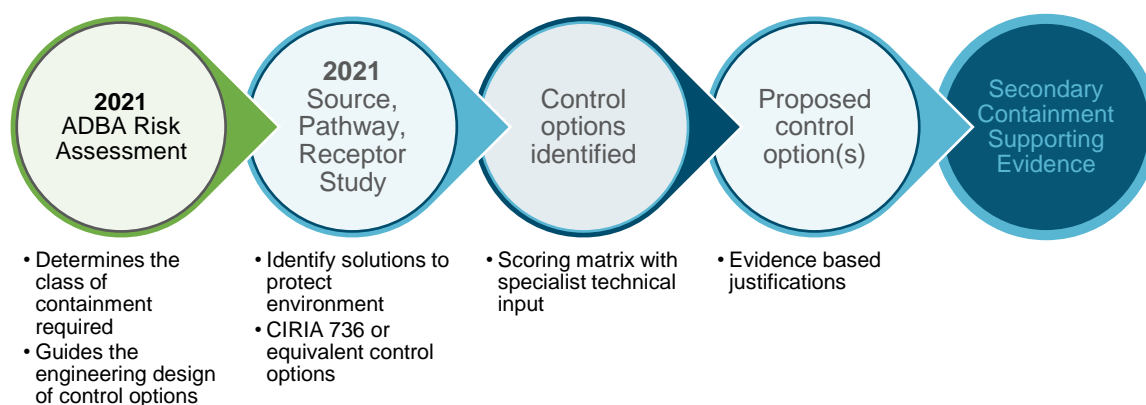 2021
ADBA Risk
Assessment
2021
Source,
Pathway,
Receptor
Study
Control
options
identified
Proposed
control
option(s)
Secondary
Containment
Supporting
Evidence
• Determines the
class of
containment
required
• Guides the
engineering design
of control options
• Identify solutions to
protect
environment
• CIRIA 736 or
equivalent control
options
• Scoring matrix with
specialist technical
input
• Evidence based
justifications